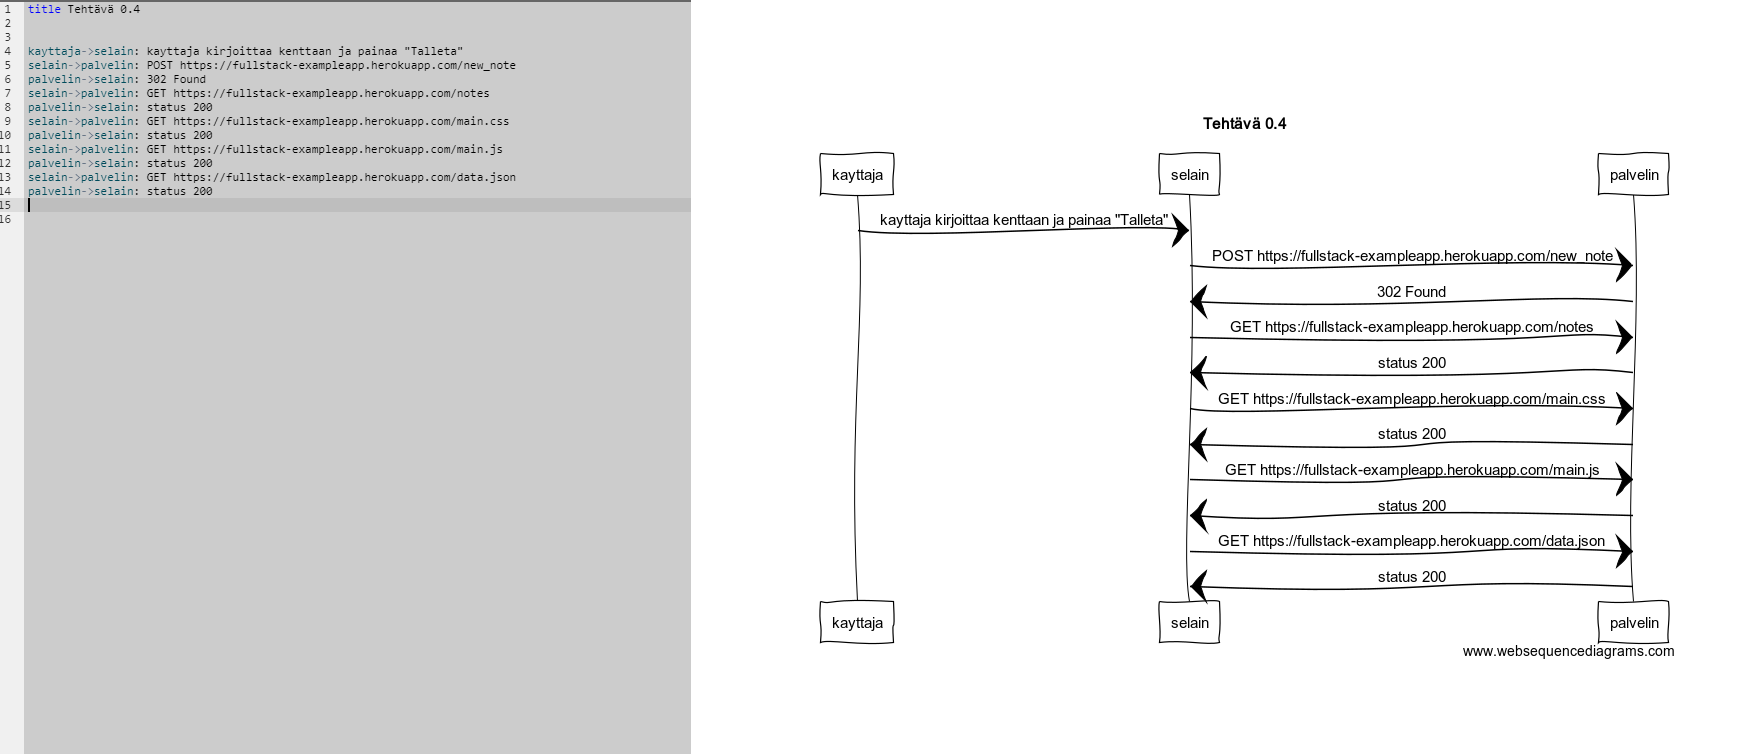 1 title Tehtävä 0.4
2
3
4 kayttaja->selain: kayttaja kirjoittaa kenttaan ja painaa "Talleta"
5 selain->palvelin: POST https://fullstack-exampleapp.herokuapp.com/new_note
6 palvelin->selain: 302 Found
7 selain->palvelin: GET https://fullstack-exampleapp.herokuapp.com/notes
8 palvelin->selain: status 200
9 selain->palvelin: GET https://fullstack-exampleapp.herokuapp.com/main.css
10 palvelin->selain: status 200
11 selain->palvelin: GET https://fullstack-exampleapp.herokuapp.com/main.js
12 palvelin->selain: status 200
13 selain->palvelin: GET https://fullstack-exampleapp.herokuapp.com/data.json
14 palvelin->selain: status 200
15
16
Tehtävä 0.4
kayttaja selain palvelin
kayttaja kirjoittaa kenttaan ja painaa "Talleta"
POST https://fullstack-exampleapp.herokuapp.com/new_note
302 Found
GET https://fullstack-exampleapp.herokuapp.com/notes
status 200
GET https://fullstack-exampleapp.herokuapp.com/main.css
status 200
GET https://fullstack-exampleapp.herokuapp.com/main.js
status 200
GET https://fullstack-exampleapp.herokuapp.com/data.json
status 200
kayttaja selain palvelin
www.websequencediagrams.com